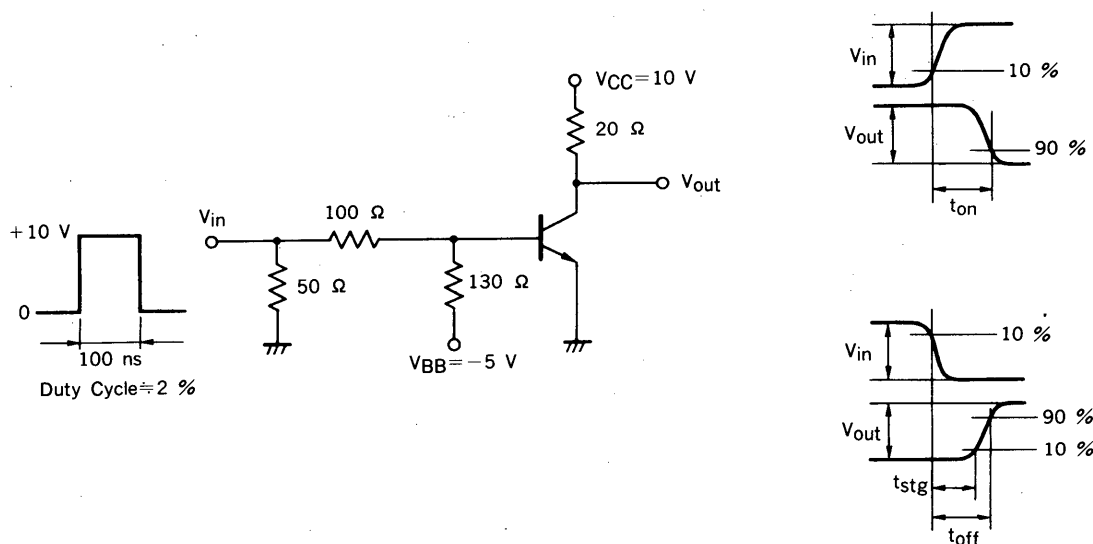 VCC=10 V
20 Ω
Vout
Vin
100 Ω
+10 V
50 Ω
130 Ω
0
100 ns
VBB=−5 V
Duty Cycle≒2 %
Vin
10 %
Vout
90 %
ton
Vin
10 %
Vout
90 %
10 %
tstg
toff